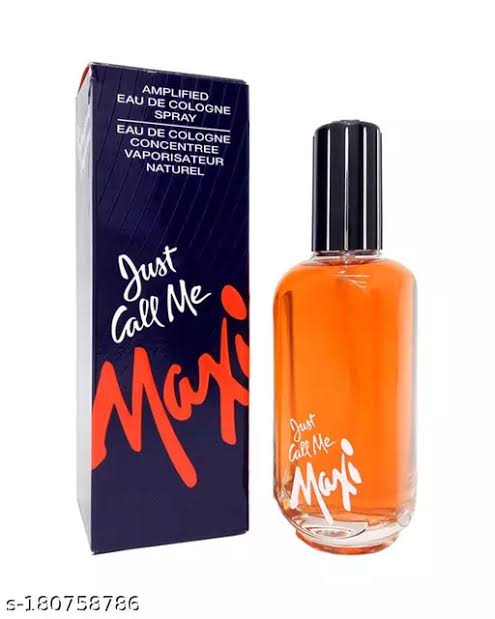 AMPLIFIED
EAU DE COLOGNE
SPRAY
EAU DE COLOGNE
CONCENTREE
VAPORISATEUR
NATUREL
Just
Call Me
Maxi
Just
Call Me
Maxi
s-180758786